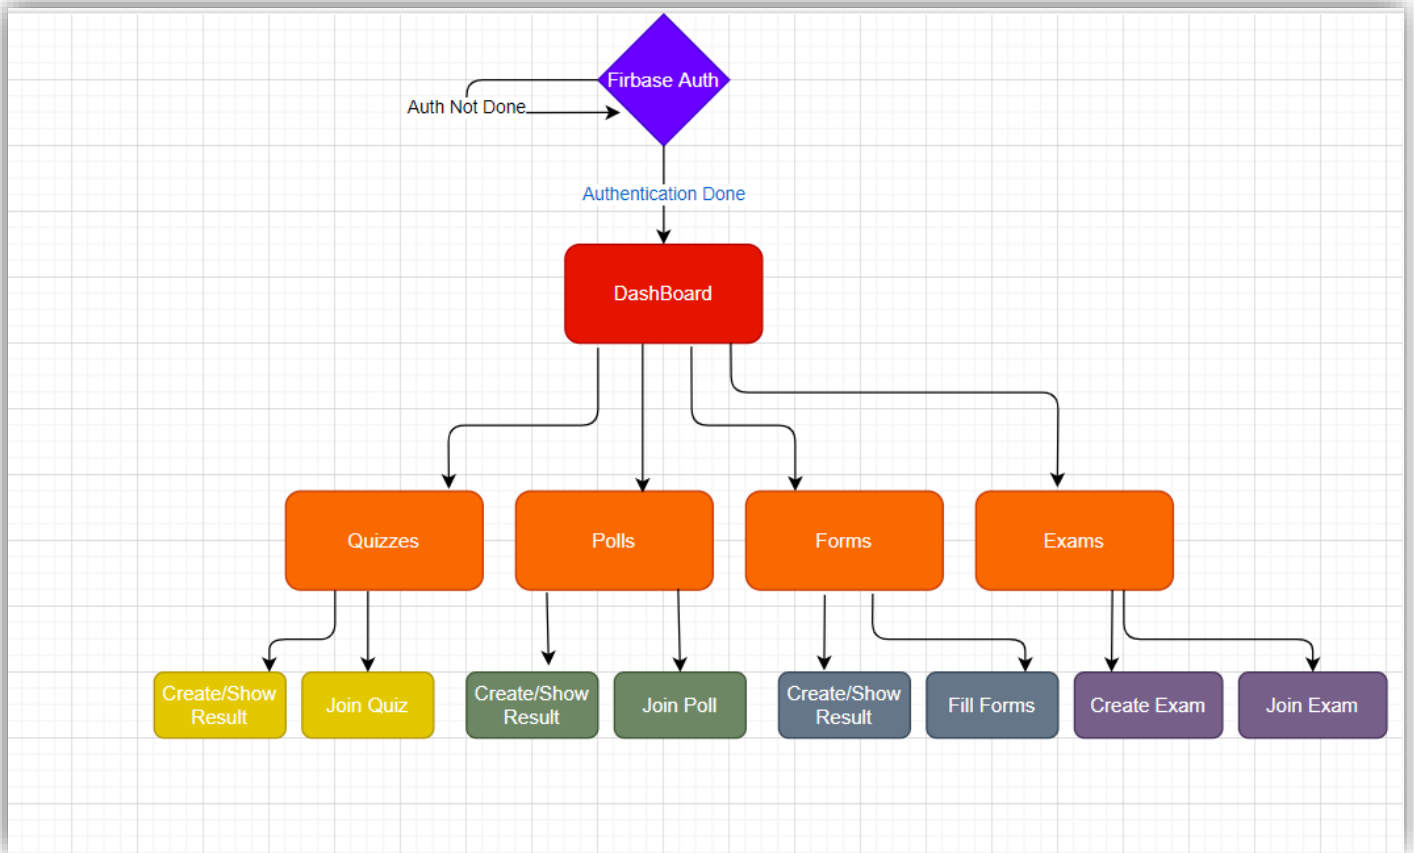 Firbase Auth
Auth Not Done
Authentication Done
DashBoard
Quizzes
Polls
Forms
Exams
Create/Show
Result
Join Quiz
Create/Show
Result
Join Poll
Create/Show
Result
Fill Forms
Create Exam
Join Exam